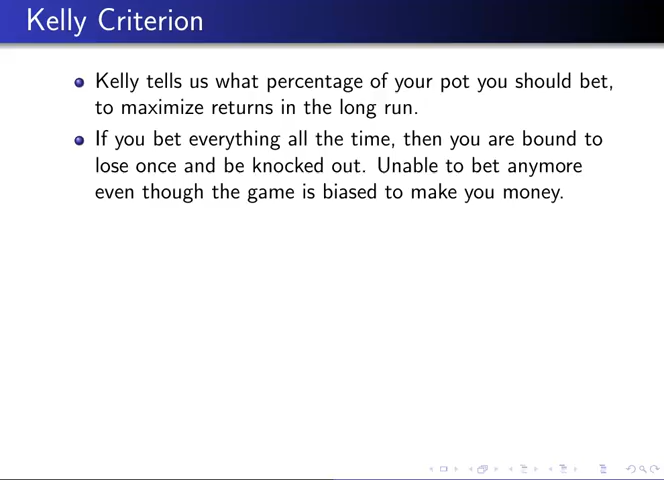 Kelly Criterion
Kelly tells us what percentage of your pot you should bet,
to maximize returns in the long run.
If you bet everything all the time, then you are bound to
lose once and be knocked out. Unable to bet anymore
even though the game is biased to make you money.